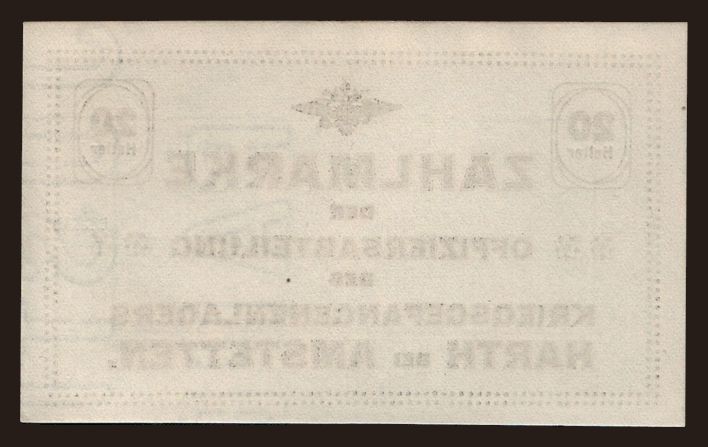 20 20
Heller Heller
ZAHLMARKE
DER
OFFIZIERSABTEILUNG
DES
KRIEGSGEFANGENENLAGERS
HARTH BEI AMSTETTEN.